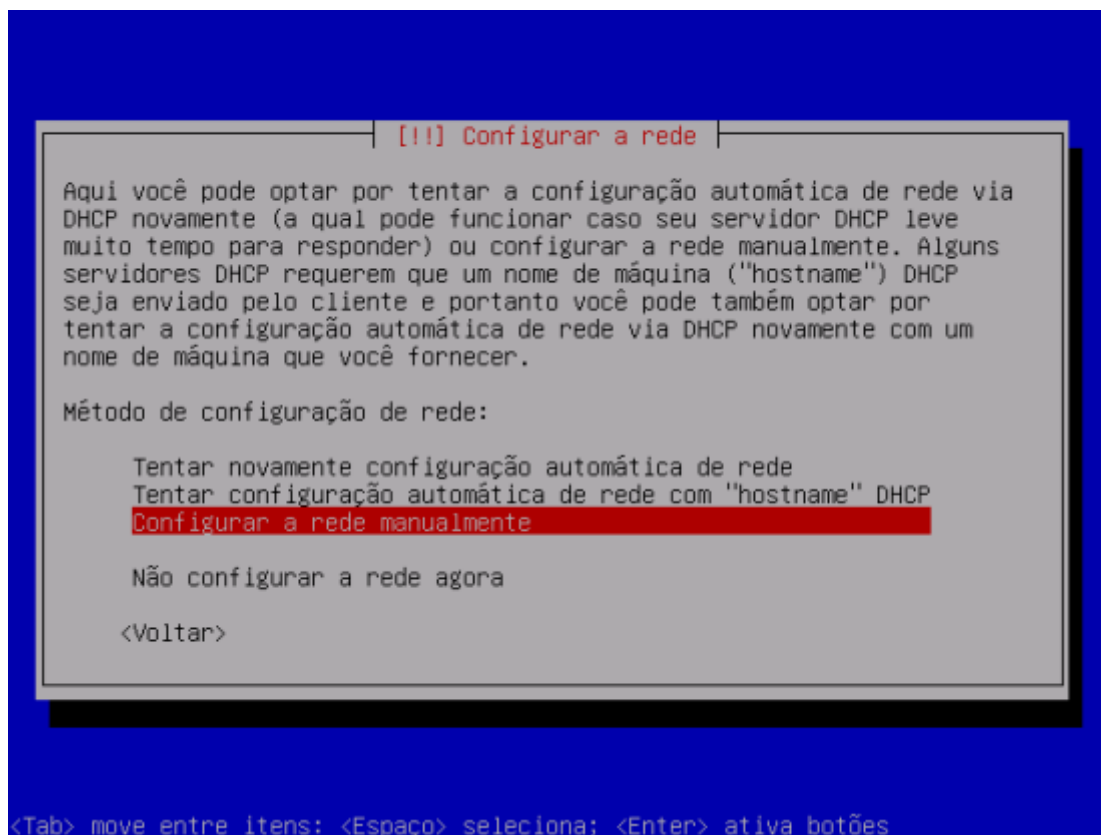 [!!] Configurar a rede
Aqui você pode optar por tentar a configuração automática de rede via
DHCP novamente (a qual pode funcionar caso seu servidor DHCP leve
muito tempo para responder) ou configurar a rede manualmente. Alguns
servidores DHCP requerem que um nome de máquina ("hostname") DHCP
seja enviado pelo cliente e portanto você pode também optar por
tentar a configuração automática de rede via DHCP novamente com um
nome de máquina que você fornecer.
Método de configuração de rede:
Tentar novamente configuração automática de rede
Tentar configuração automática de rede com "hostname" DHCP
Configurar a rede manualmente
Não configurar a rede agora
<Voltar>
<Tab> move entre itens; <Espaco> seleciona; <Enter> ativa botões